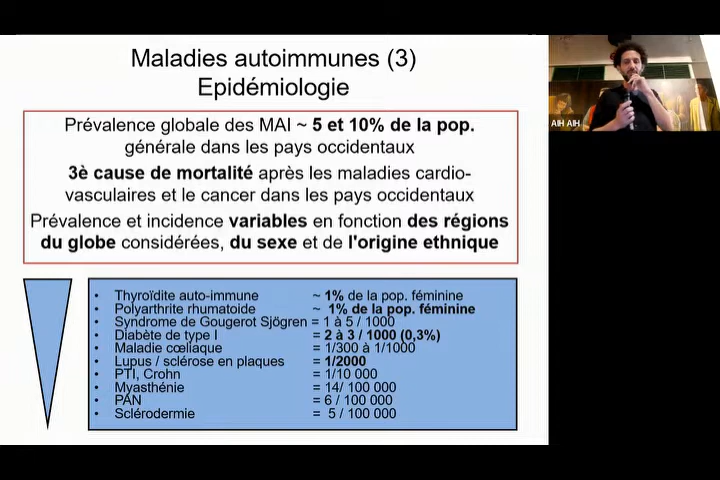 Maladies autoimmunes (3)
Epidémiologie
Prévalence globale des MAI ~ 5 et 10% de la pop.
générale dans les pays occidentaux
3è cause de mortalité après les maladies cardio-
vasculaires et le cancer dans les pays occidentaux
Prévalence et incidence variables en fonction des régions
du globe considérées, du sexe et de l'origine ethnique
• Thyroïdite auto-immune ~ 1% de la pop. féminine
• Polyarthrite rhumatoide ~ 1% de la pop. féminine
• Syndrome de Gougerot Sjögren = 1 à 5 / 1000
• Diabète de type I = 2 à 3 / 1000 (0,3%)
• Maladie cœliaque = 1/300 à 1/1000
• Lupus / sclérose en plaques = 1/2000
• PTI, Crohn = 1/10 000
• Myasthénie = 14/ 100 000
• PAN = 6 / 100 000
• Sclérodermie = 5 / 100 000
AIH AIH